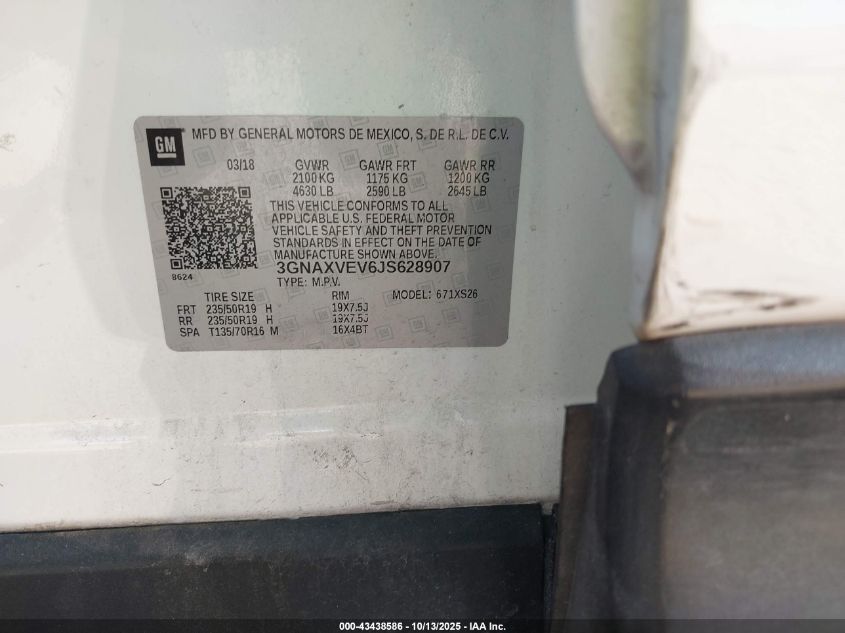 GM MFD BY GENERAL MOTORS DE MEXICO, S. DE R.L. DE C.V.
03/18 GVWR GAWR FRT GAWR RR
2100 KG 1175 KG 1200 KG
4630 LB 2590 LB 2645 LB
THIS VEHICLE CONFORMS TO ALL
APPLICABLE U.S. FEDERAL MOTOR
VEHICLE SAFETY AND THEFT PREVENTION
STANDARDS IN EFFECT ON THE DATE OF
MANUFACTURE SHOWN ABOVE.
8624 3GNAXVEV6JS628907
TYPE: M.P.V. MODEL: 671XS26
TIRE SIZE RIM
FRT 235/50R19 H 19X7.5J
RR 235/50R19 H 19X7.5J
SPA T135/70R16 M 16X4BT
000-43438586 - 10/13/2025 - IAA Inc.